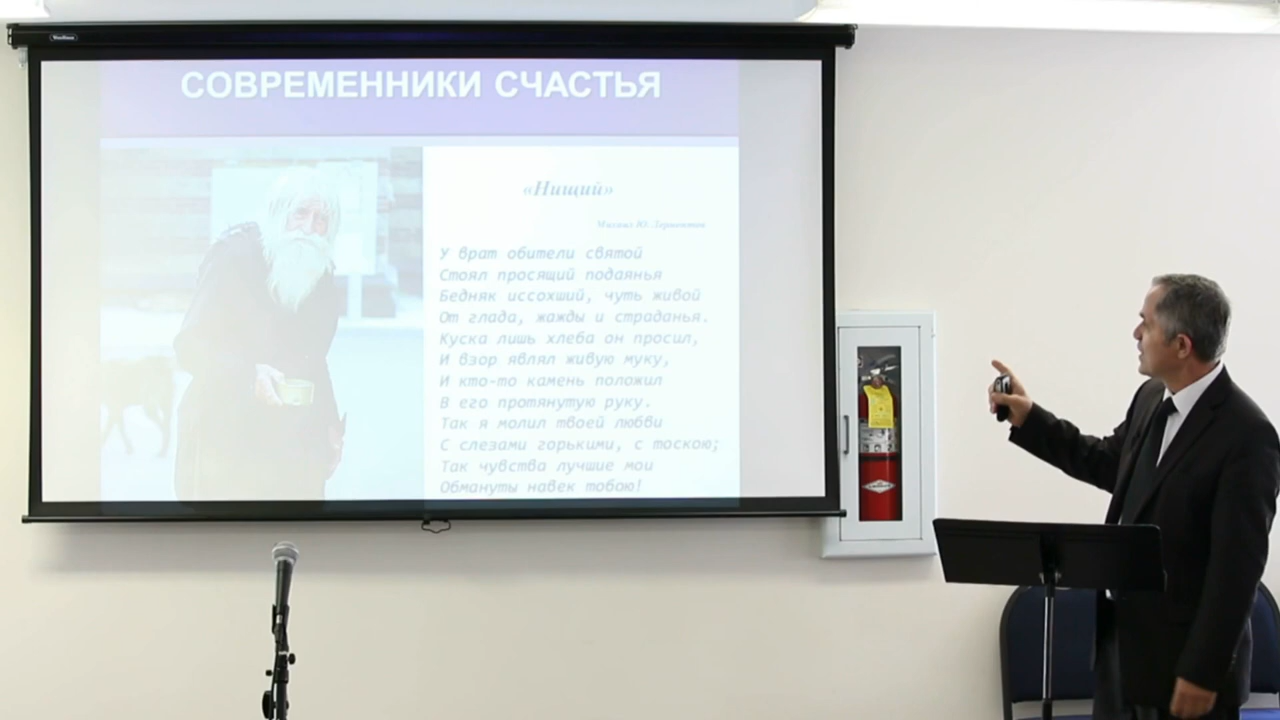 СОВРЕМЕННИКИ СЧАСТЬЯ
«Нищий»
Михаил Ю. Лермонтов
У врат обители святой
Стоял просящий подаянья
Бедняк иссохший, чуть живой
От глада, жажды и страданья.
Куска лишь хлеба он просил,
И взор являл живую муку,
И кто-то камень положил
В его протянутую руку.
Так я молил твоей любви
С слезами горькими, с тоскою;
Так чувства лучшие мои
Обмануты навек тобою!